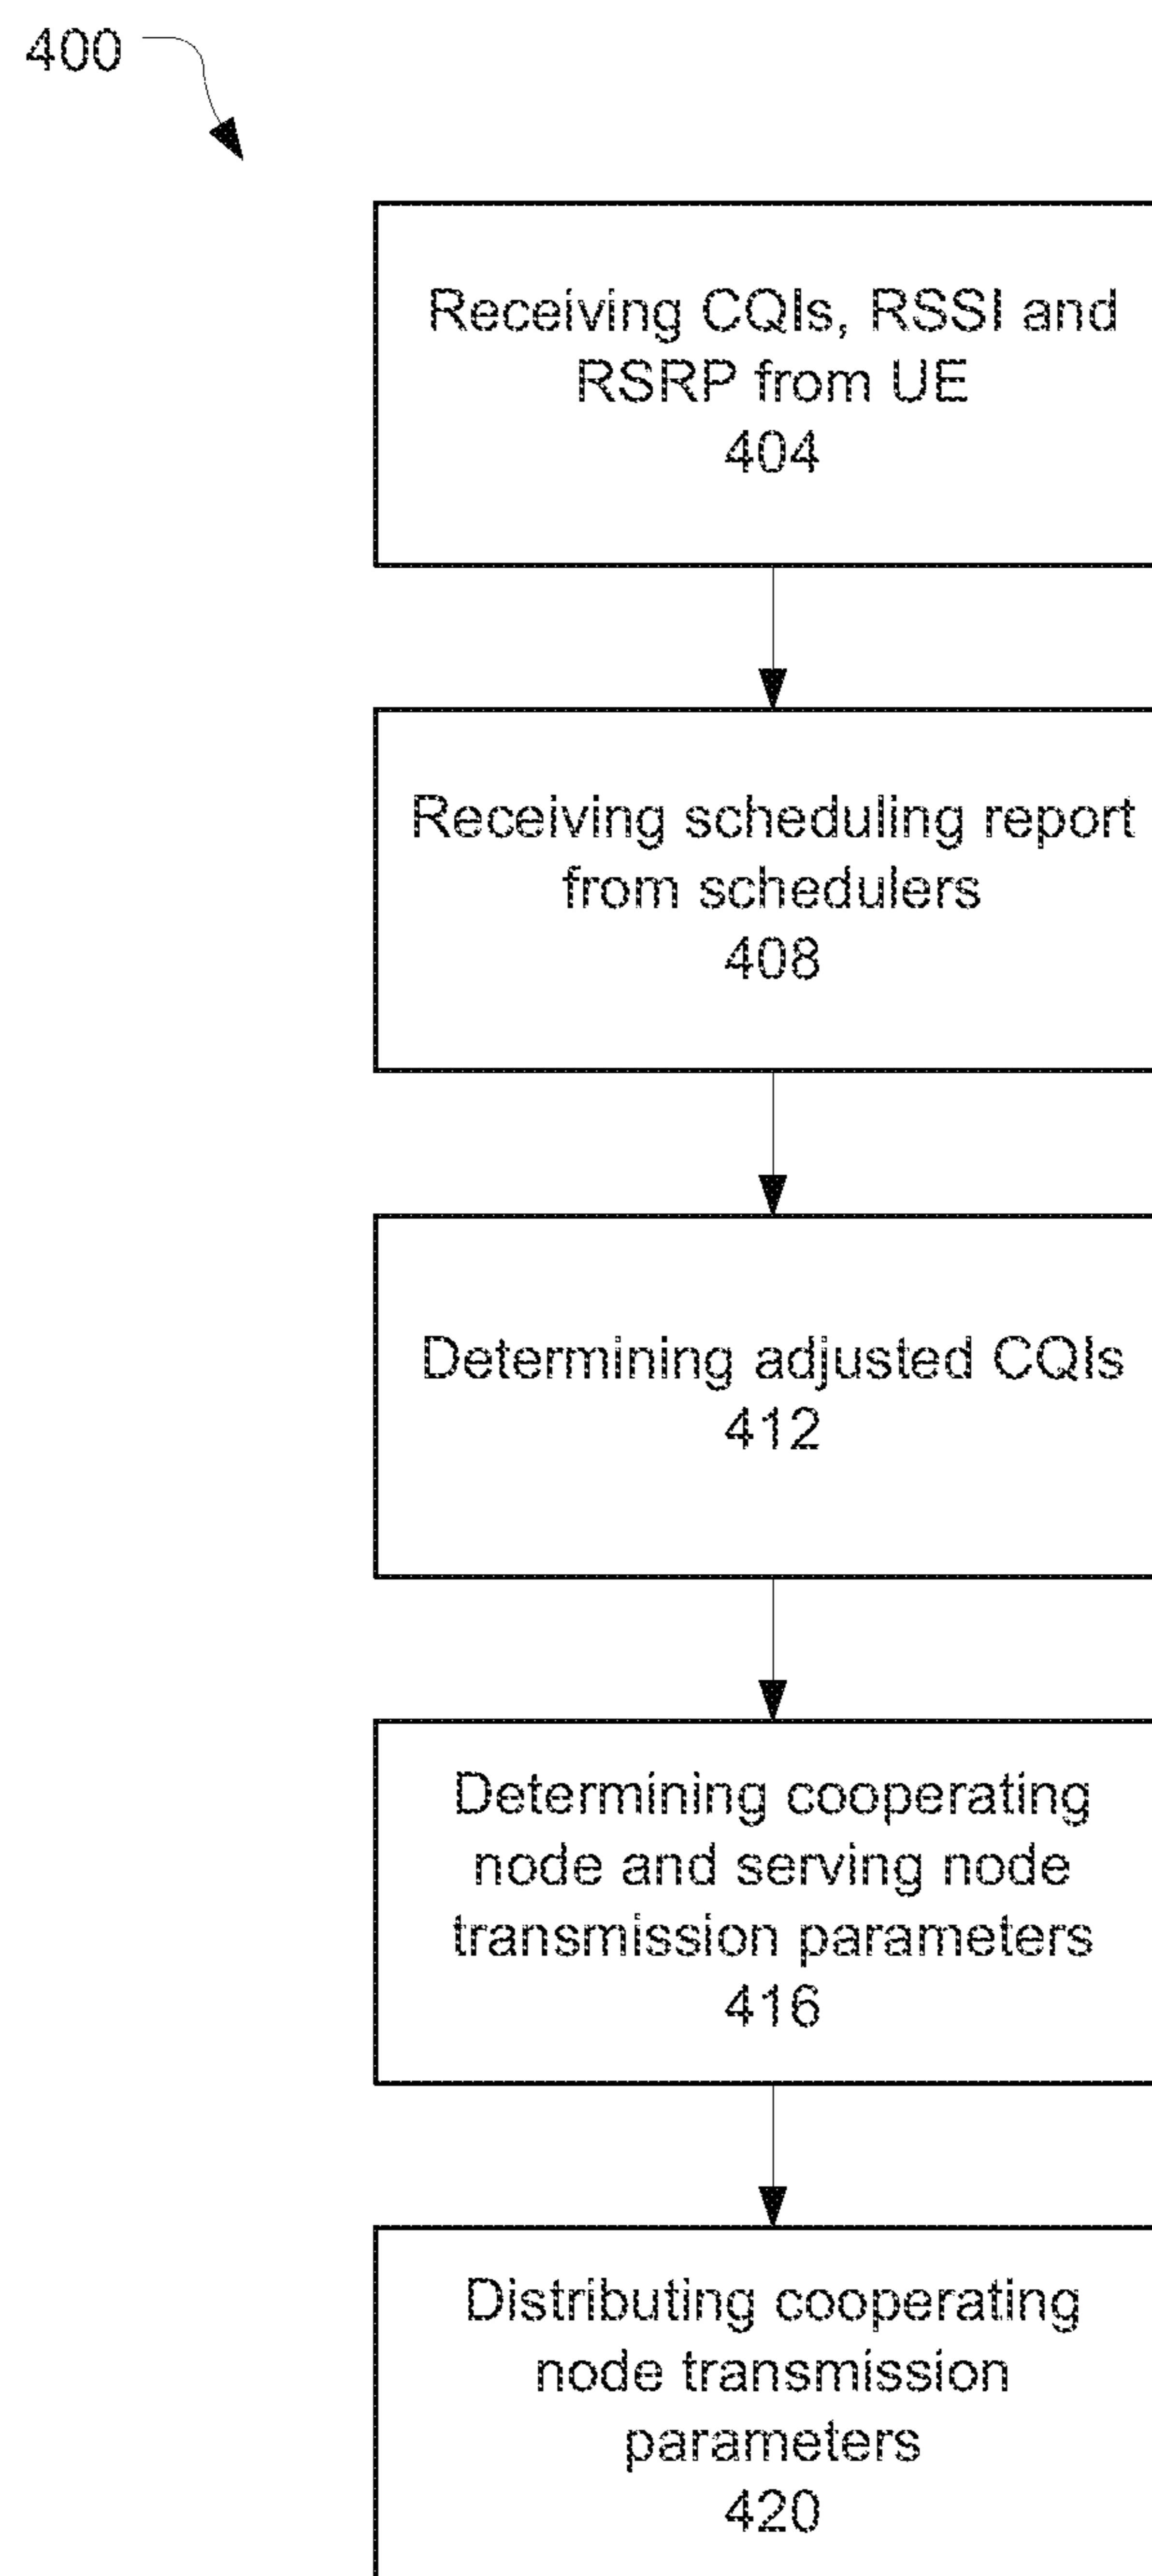 400
Receiving CQIs, RSSI and
RSRP from UE
404
Receiving scheduling report
from schedulers
408
Determining adjusted CQIs
412
Determining cooperating
node and serving node
transmission parameters
416
Distributing cooperating
node transmission
parameters
420